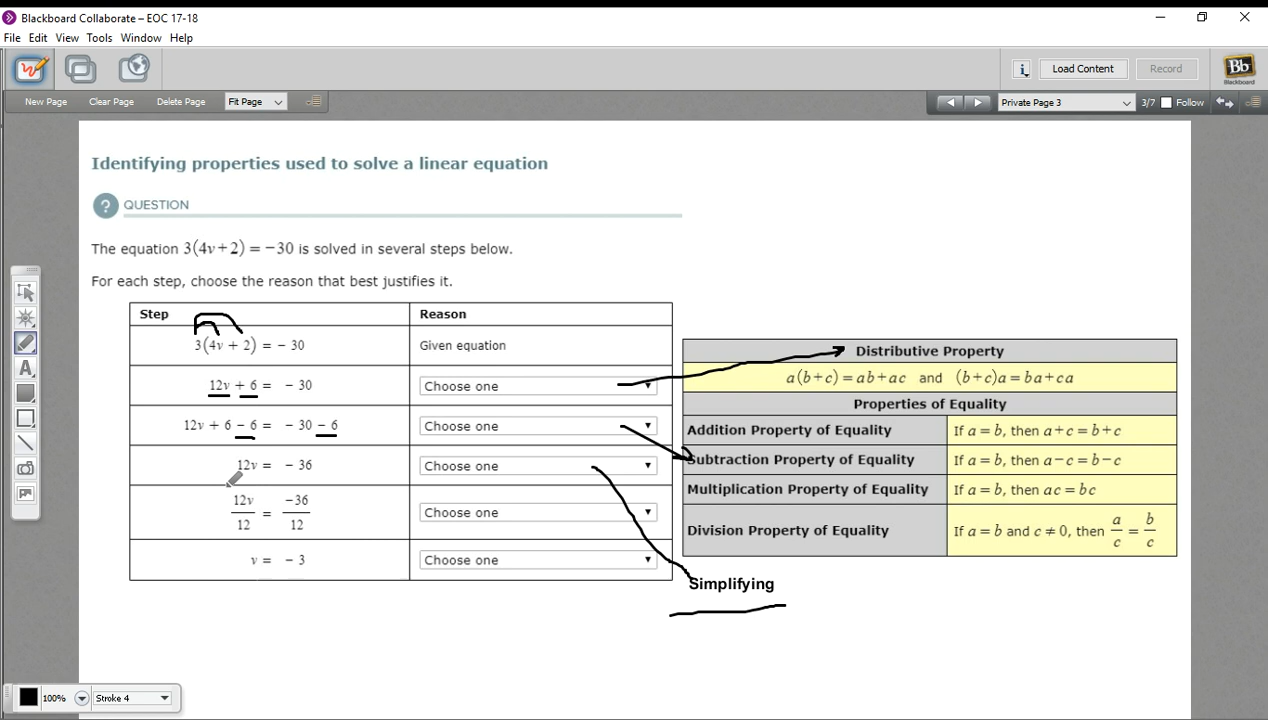 Blackboard Collaborate – EOC 17-18
File Edit View Tools Window Help
i Load Content Record Bb Blackboard
New Page Clear Page Delete Page Fit Page Private Page 3 3/7 Follow
Identifying properties used to solve a linear equation
? QUESTION
The equation 3(4v+2) = −30 is solved in several steps below.
For each step, choose the reason that best justifies it.
Step Reason
3(4v + 2) = − 30 Given equation
12v + 6 = − 30 Choose one
12v + 6 − 6 = − 30 − 6 Choose one
12v = − 36 Choose one
12v/12 = −36/12 Choose one
v = − 3 Choose one
Distributive Property
a(b+c) = ab+ac and (b+c)a = ba+ca
Properties of Equality
Addition Property of Equality If a = b, then a+c = b+c
Subtraction Property of Equality If a = b, then a−c = b−c
Multiplication Property of Equality If a = b, then ac = bc
Division Property of Equality If a = b and c ≠ 0, then a/c = b/c
Simplifying
100% Stroke 4